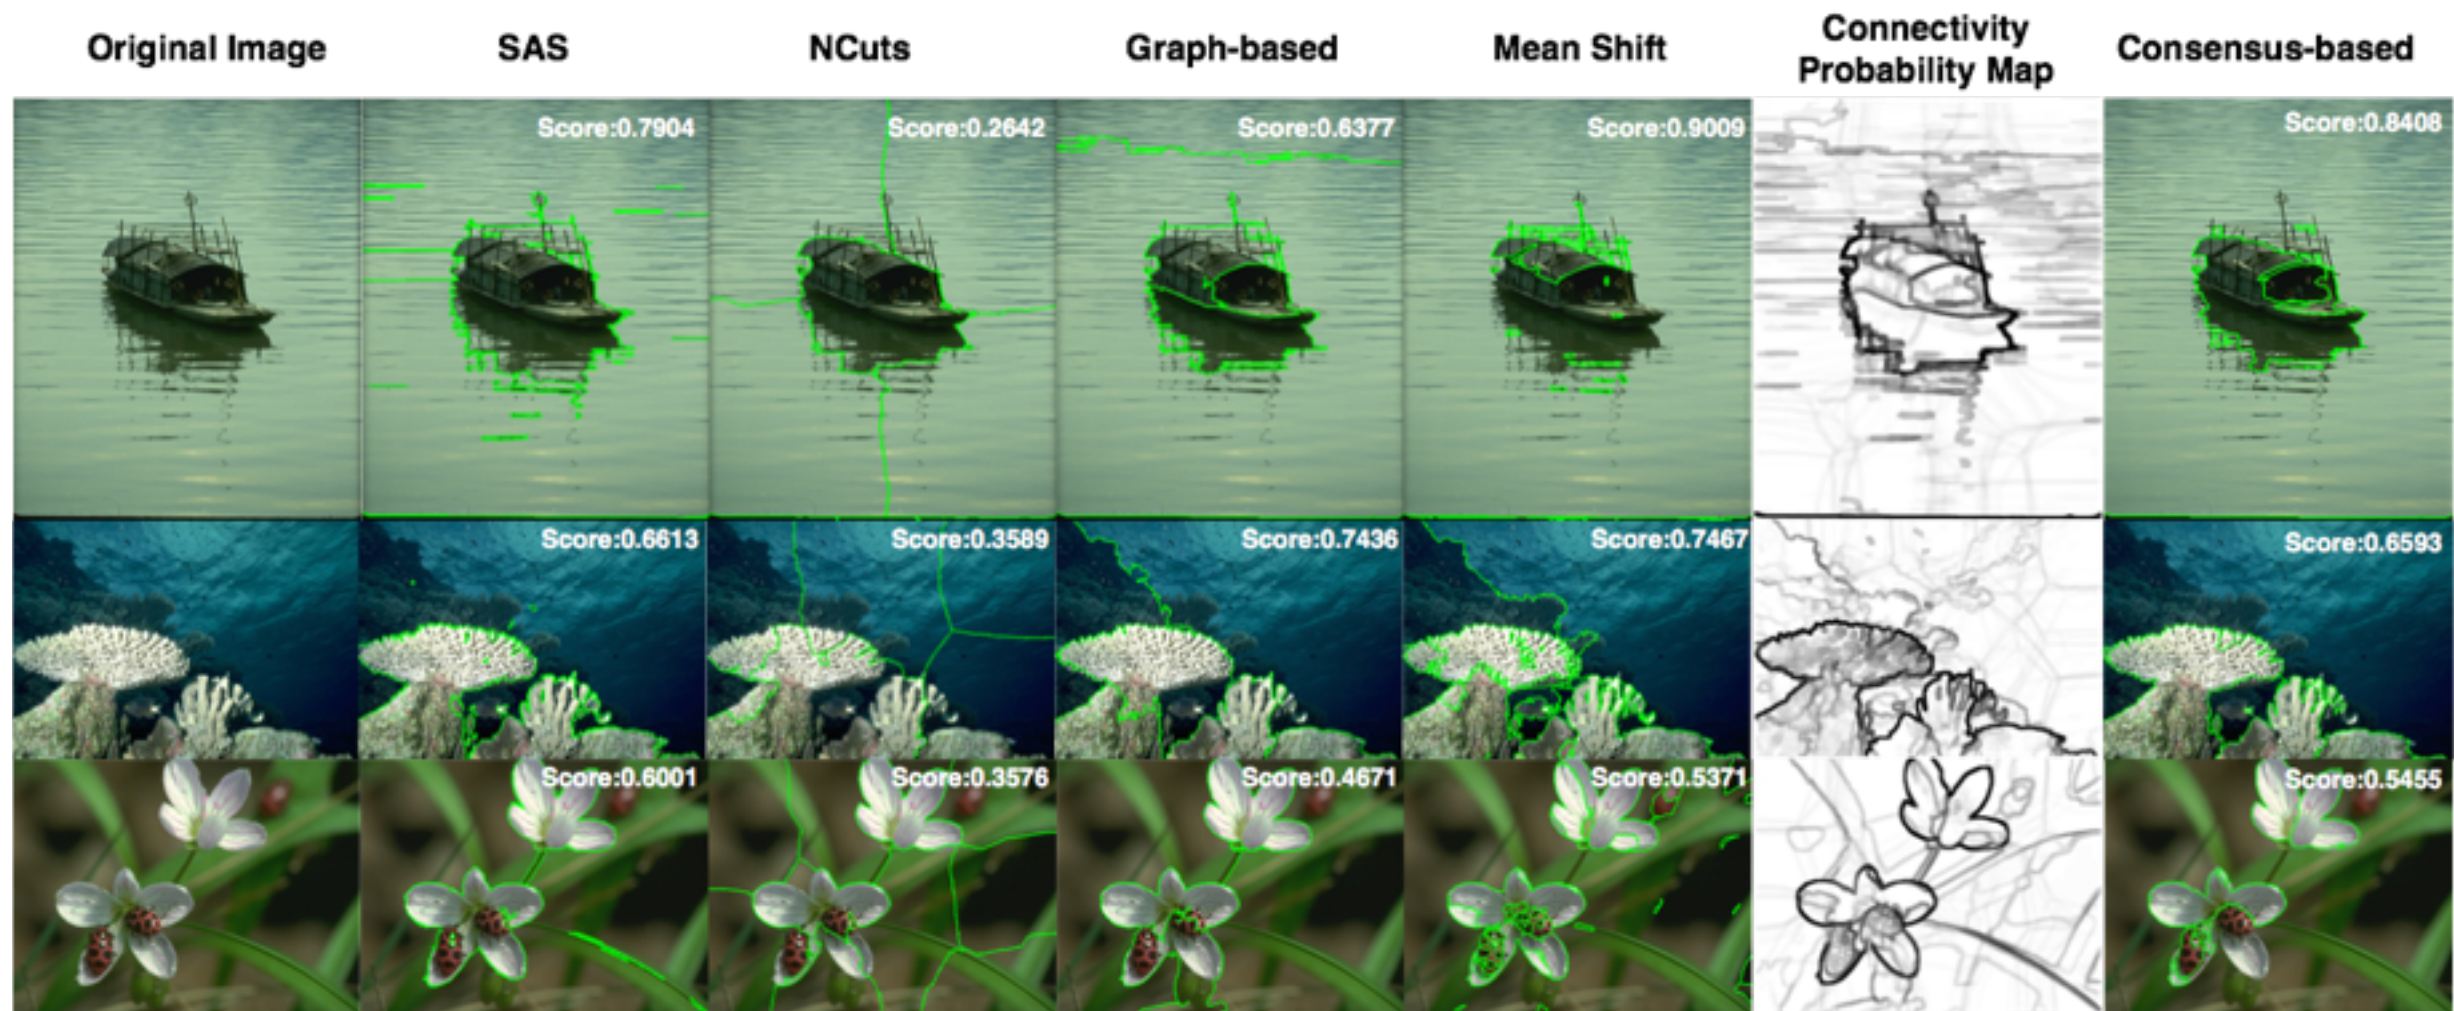 Original Image
SAS
NCuts
Graph-based
Mean Shift
Connectivity
Probability Map
Consensus-based
Score:0.7904
Score:0.2642
Score:0.6377
Score:0.9009
Score:0.8408
Score:0.6613
Score:0.3589
Score:0.7436
Score:0.7467
Score:0.6593
Score:0.6001
Score:0.3576
Score:0.4671
Score:0.5371
Score:0.5455